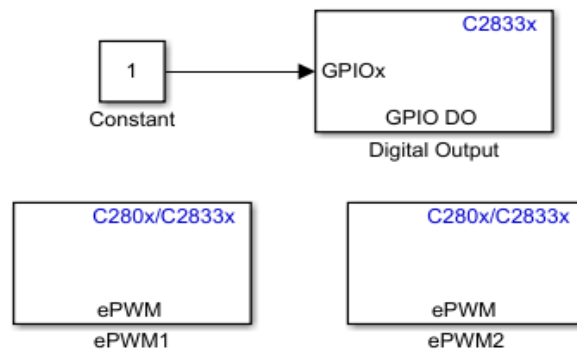 C2833x
1
GPIOx
GPIO DO
Constant
Digital Output
C280x/C2833x
C280x/C2833x
ePWM
ePWM
ePWM1
ePWM2